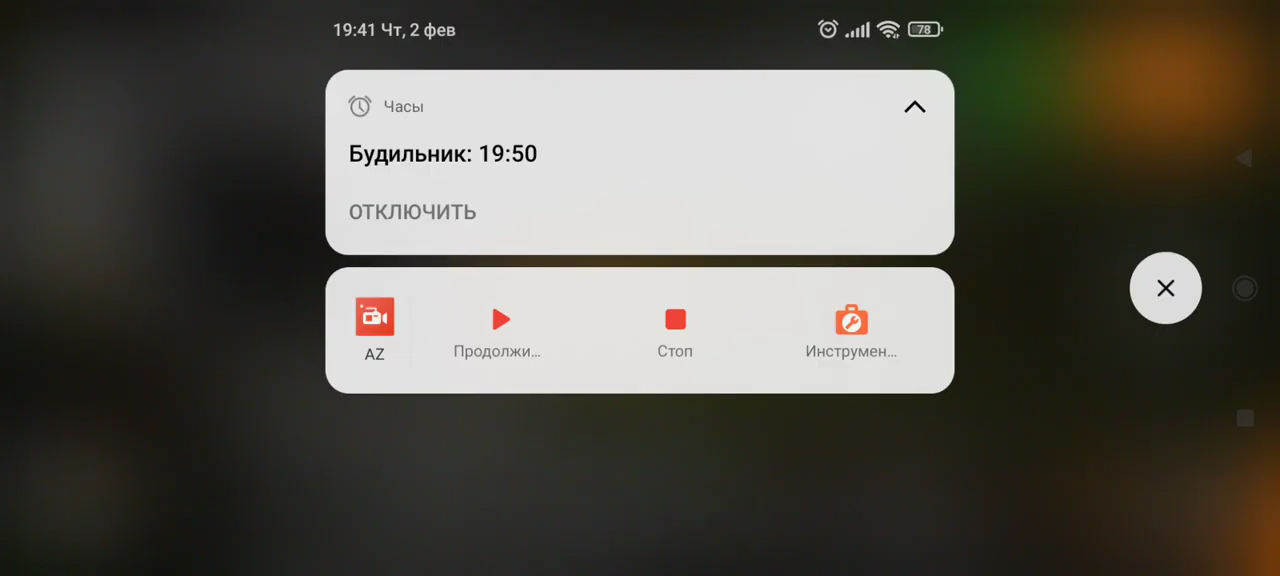 19:41 Чт, 2 фев
78
Часы
Будильник: 19:50
ОТКЛЮЧИТЬ
AZ
Продолжи...
Стоп
Инструмен...